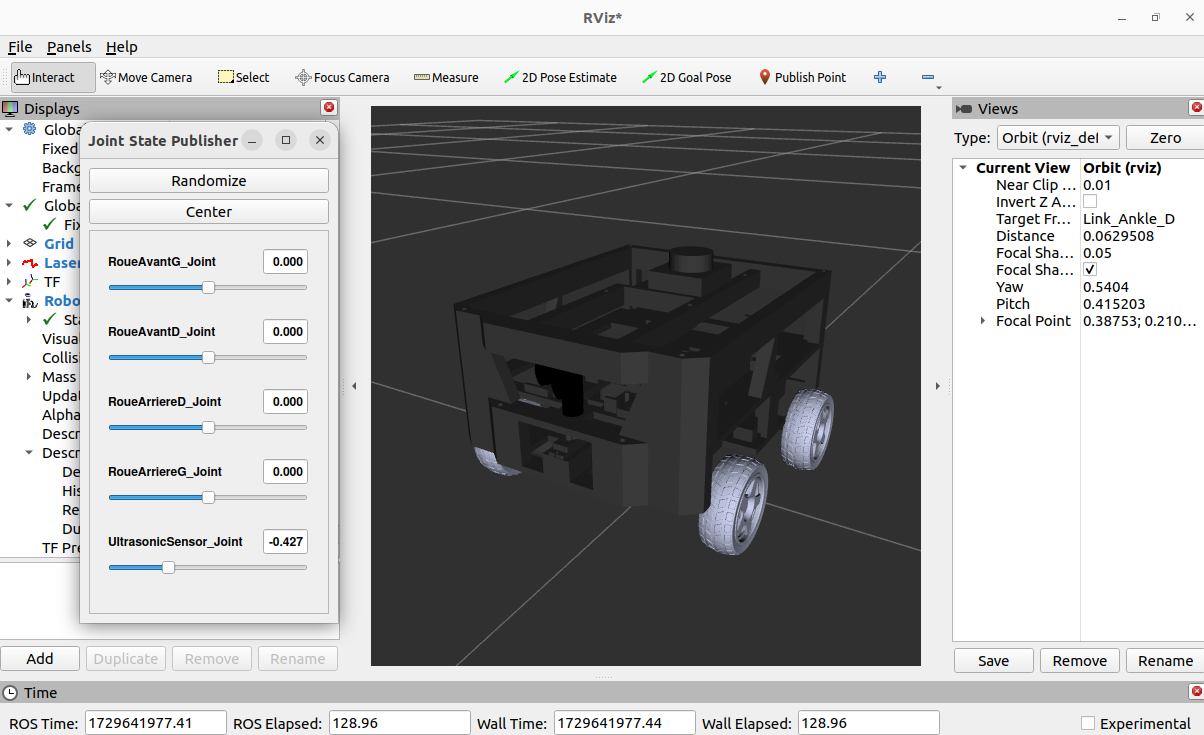 RViz*
File Panels Help
Interact Move Camera Select Focus Camera Measure 2D Pose Estimate 2D Goal Pose Publish Point
Displays
Globa
Fixed
Backg
Frame
Globa
Fix
Grid
Laser
TF
Robo
Sta
Visua
Collisi
Mass
Upda
Alpha
Descr
Descr
De
His
Re
Du
TF Pre
Joint State Publisher
Randomize
Center
RoueAvantG_Joint 0.000
RoueAvantD_Joint 0.000
RoueArriereD_Joint 0.000
RoueArriereG_Joint 0.000
UltrasonicSensor_Joint -0.427
Add Duplicate Remove Rename
Views
Type: Orbit (rviz_def Zero
Current View Orbit (rviz)
Near Clip ... 0.01
Invert Z A...
Target Fr... Link_Ankle_D
Distance 0.0629508
Focal Sha... 0.05
Focal Sha...
Yaw 0.5404
Pitch 0.415203
Focal Point 0.38753; 0.210...
Save Remove Rename
Time
ROS Time: 1729641977.41 ROS Elapsed: 128.96 Wall Time: 1729641977.44 Wall Elapsed: 128.96 Experimental